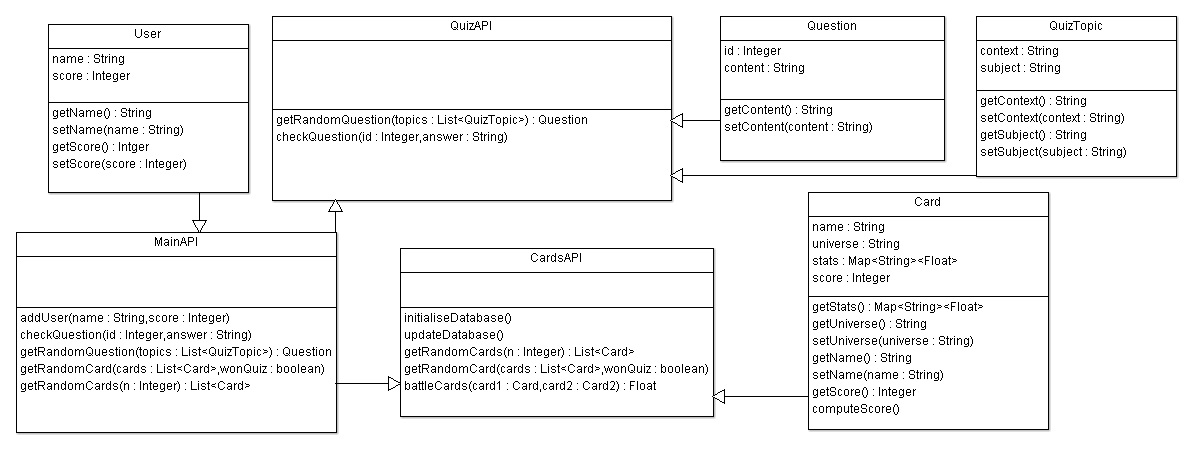 User
name : String
score : Integer
getName() : String
setName(name : String)
getScore() : Intger
setScore(score : Integer)
QuizAPI
getRandomQuestion(topics : List<QuizTopic>) : Question
checkQuestion(id : Integer,answer : String)
Question
id : Integer
content : String
getContent() : String
setContent(content : String)
QuizTopic
context : String
subject : String
getContext() : String
setContext(context : String)
getSubject() : String
setSubject(subject : String)
MainAPI
addUser(name : String,score : Integer)
checkQuestion(id : Integer,answer : String)
getRandomQuestion(topics : List<QuizTopic>) : Question
getRandomCard(cards : List<Card>,wonQuiz : boolean)
getRandomCards(n : Integer) : List<Card>
CardsAPI
initialiseDatabase()
updateDatabase()
getRandomCards(n : Integer) : List<Card>
getRandomCard(cards : List<Card>,wonQuiz : boolean)
battleCards(card1 : Card,card2 : Card2) : Float
Card
name : String
universe : String
stats : Map<String><Float>
score : Integer
getStats() : Map<String><Float>
getUniverse() : String
setUniverse(universe : String)
getName() : String
setName(name : String)
getScore() : Integer
computeScore()